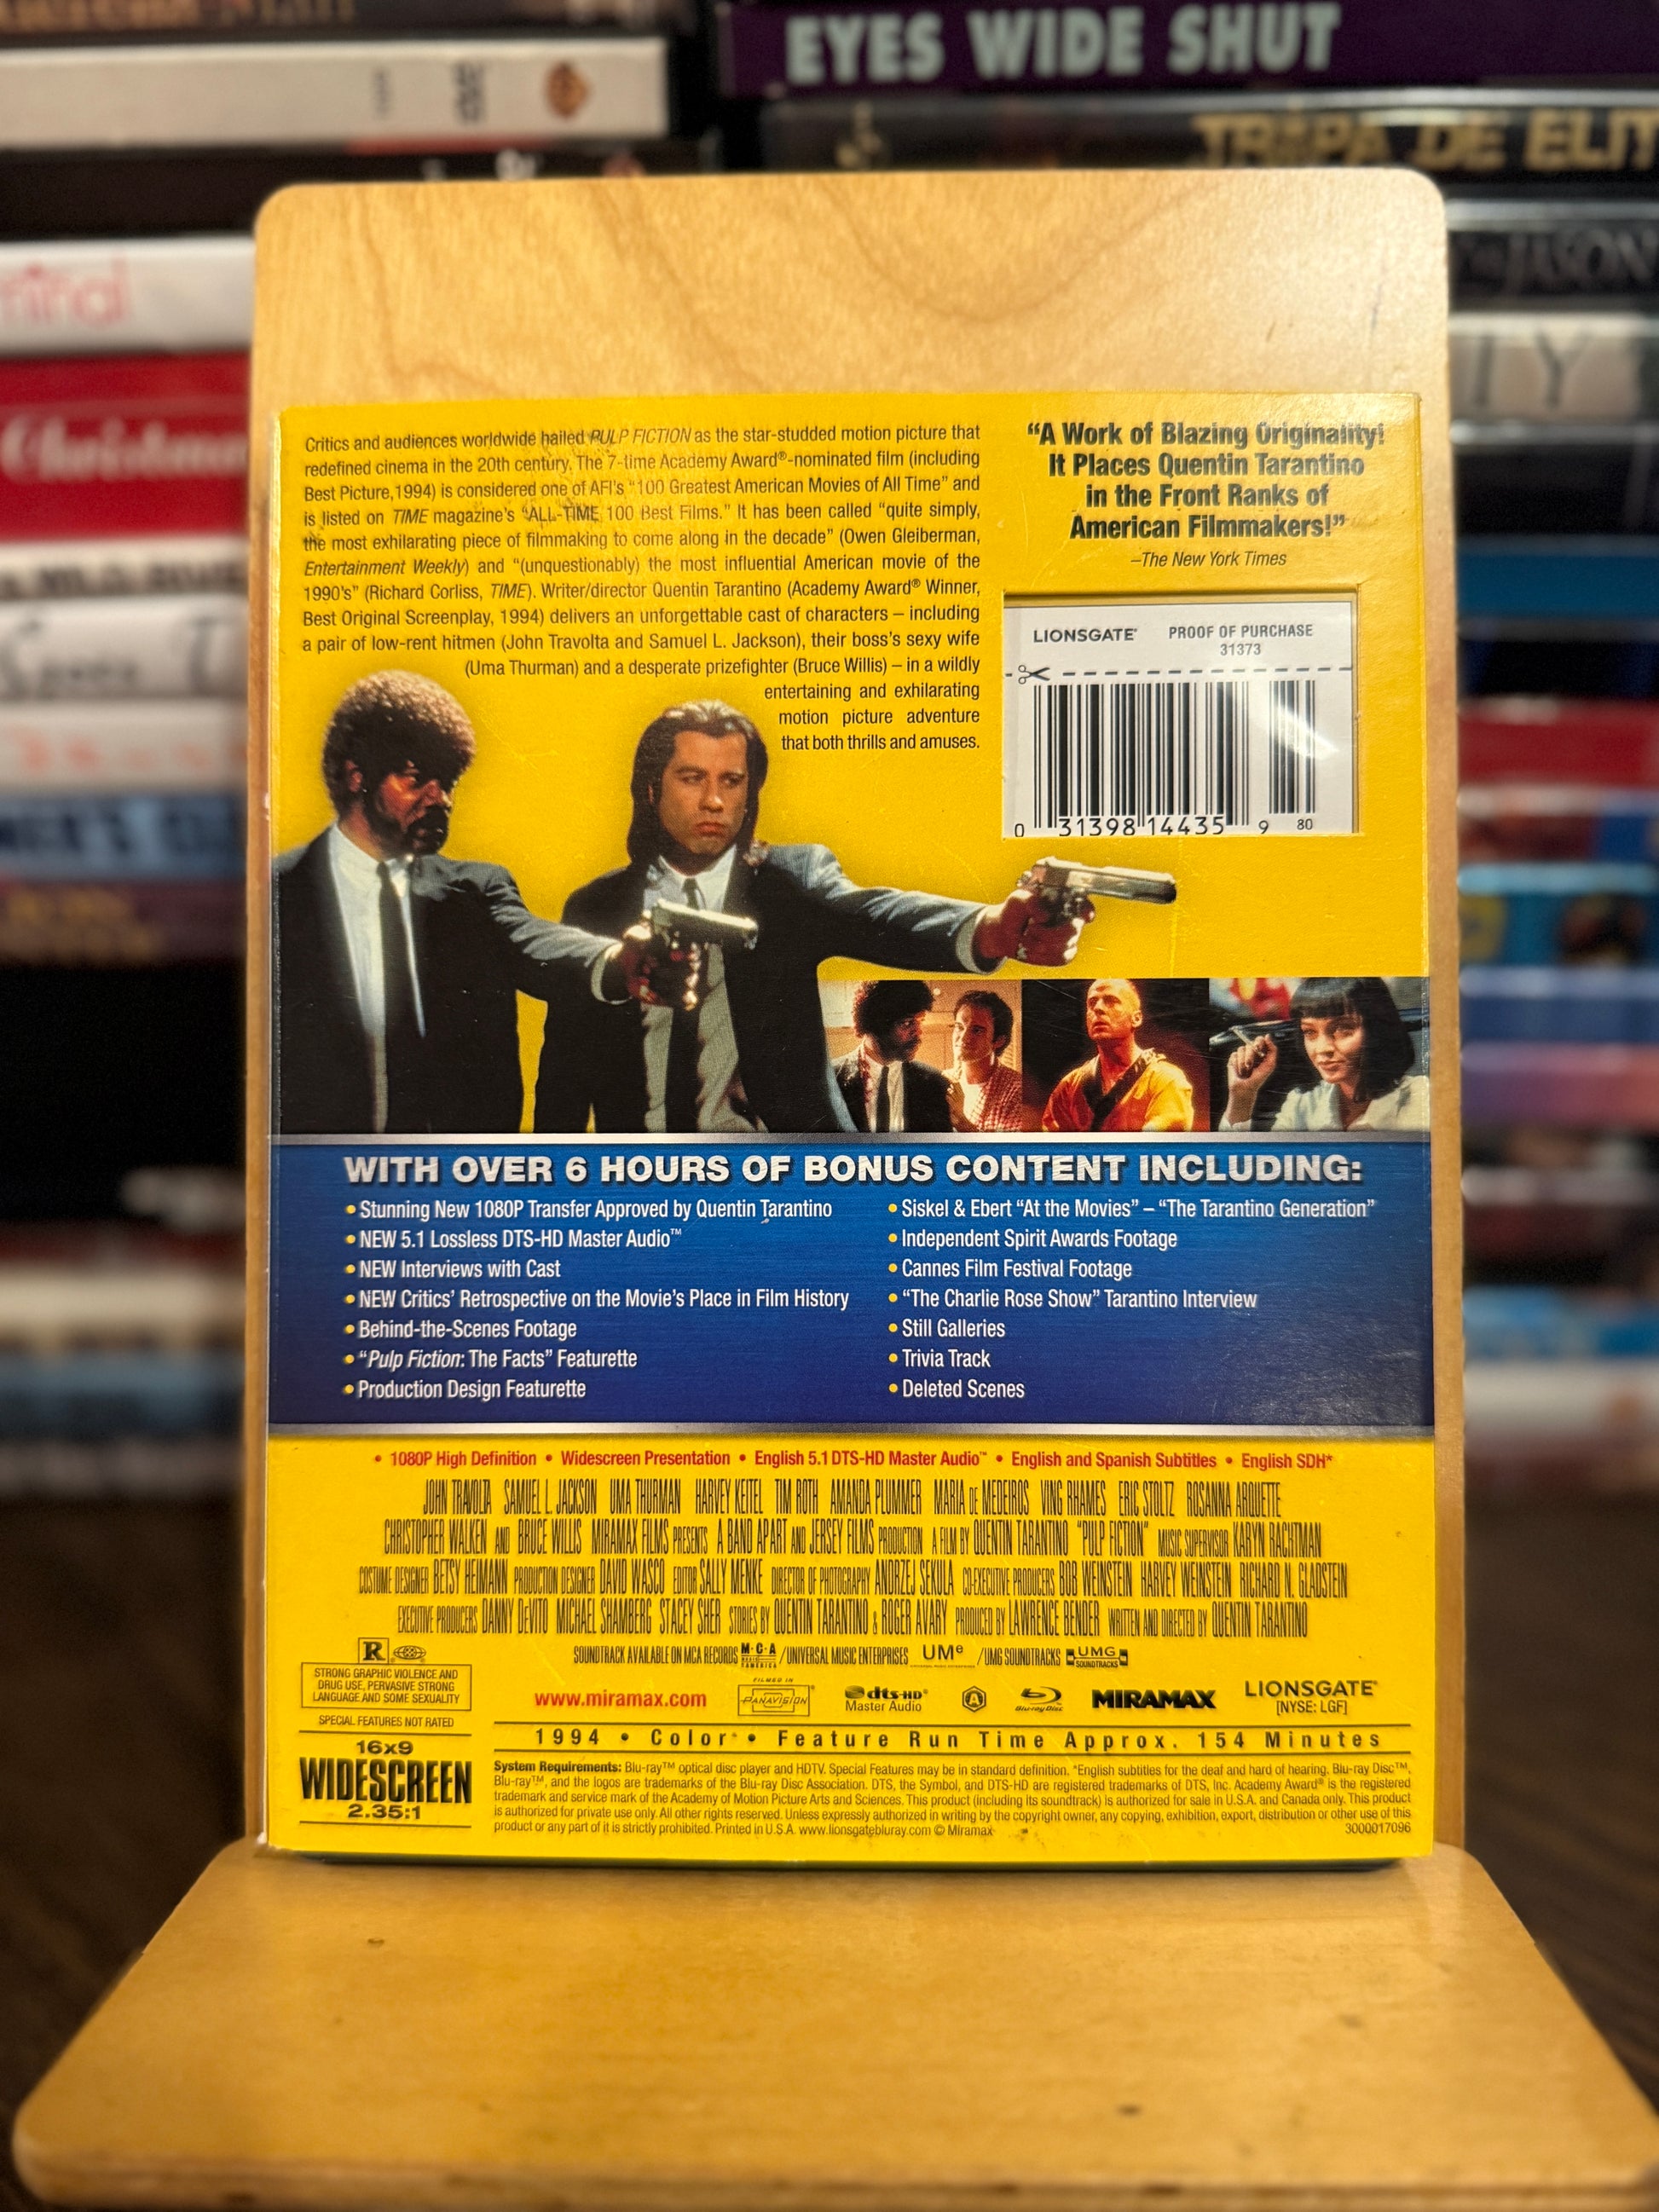 EYES WIDE SHUT
TROPA DE ELIT
JASON
TY
Christmas
Critics and audiences worldwide hailed PULP FICTION as the star-studded motion picture that
redefined cinema in the 20th century. The 7-time Academy Award®-nominated film (including
Best Picture,1994) is considered one of AFI's "100 Greatest American Movies of All Time" and
is listed on TIME magazine's "ALL-TIME 100 Best Films." It has been called "quite simply,
the most exhilarating piece of filmmaking to come along in the decade" (Owen Gleiberman,
Entertainment Weekly) and "(unquestionably) the most influential American movie of the
1990's" (Richard Corliss, TIME). Writer/director Quentin Tarantino (Academy Award® Winner,
Best Original Screenplay, 1994) delivers an unforgettable cast of characters – including
a pair of low-rent hitmen (John Travolta and Samuel L. Jackson), their boss's sexy wife
(Uma Thurman) and a desperate prizefighter (Bruce Willis) – in a wildly
entertaining and exhilarating
motion picture adventure
that both thrills and amuses.
"A Work of Blazing Originality!
It Places Quentin Tarantino
in the Front Ranks of
American Filmmakers!"
–The New York Times
LIONSGATE® PROOF OF PURCHASE
31373
0 31398 14435 9 80
WITH OVER 6 HOURS OF BONUS CONTENT INCLUDING:
• Stunning New 1080P Transfer Approved by Quentin Tarantino
• NEW 5.1 Lossless DTS-HD Master Audio™
• NEW Interviews with Cast
• NEW Critics' Retrospective on the Movie's Place in Film History
• Behind-the-Scenes Footage
• "Pulp Fiction: The Facts" Featurette
• Production Design Featurette
• Siskel & Ebert "At the Movies" – "The Tarantino Generation"
• Independent Spirit Awards Footage
• Cannes Film Festival Footage
• "The Charlie Rose Show" Tarantino Interview
• Still Galleries
• Trivia Track
• Deleted Scenes
• 1080P High Definition • Widescreen Presentation • English 5.1 DTS-HD Master Audio™ • English and Spanish Subtitles • English SDH*
JOHN TRAVOLTA SAMUEL L. JACKSON UMA THURMAN HARVEY KEITEL TIM ROTH AMANDA PLUMMER MARIA DE MEDEIROS VING RHAMES ERIC STOLTZ ROSANNA ARQUETTE
CHRISTOPHER WALKEN AND BRUCE WILLIS MIRAMAX FILMS PRESENTS A BAND APART AND JERSEY FILMS PRODUCTION A FILM BY QUENTIN TARANTINO "PULP FICTION" MUSIC SUPERVISOR KARYN RACHTMAN
COSTUME DESIGNER BETSY HEIMANN PRODUCTION DESIGNER DAVID WASCO EDITOR SALLY MENKE DIRECTOR OF PHOTOGRAPHY ANDRZEJ SEKULA CO-EXECUTIVE PRODUCERS BOB WEINSTEIN HARVEY WEINSTEIN RICHARD N. GLADSTEIN
EXECUTIVE PRODUCERS DANNY DeVITO MICHAEL SHAMBERG STACEY SHER STORIES BY QUENTIN TARANTINO & ROGER AVARY PRODUCED BY LAWRENCE BENDER WRITTEN AND DIRECTED BY QUENTIN TARANTINO
SOUNDTRACK AVAILABLE ON MCA RECORDS M·C·A /UNIVERSAL MUSIC ENTERPRISES UMe /UMG SOUNDTRACKS UMG SOUNDTRACKS
R
STRONG GRAPHIC VIOLENCE AND
DRUG USE, PERVASIVE STRONG
LANGUAGE AND SOME SEXUALITY
SPECIAL FEATURES NOT RATED
16x9
WIDESCREEN
2.35:1
www.miramax.com
FILMED IN
PANAVISION®
dts-HD®
Master Audio
A
Blu-ray Disc
MIRAMAX
LIONSGATE®
[NYSE: LGF]
1994 • Color • Feature Run Time Approx. 154 Minutes
System Requirements: Blu-ray™ optical disc player and HDTV. Special Features may be in standard definition. *English subtitles for the deaf and hard of hearing. Blu-ray Disc™,
Blu-ray™, and the logos are trademarks of the Blu-ray Disc Association. DTS, the Symbol, and DTS-HD are registered trademarks of DTS, Inc. Academy Award® is the registered
trademark and service mark of the Academy of Motion Picture Arts and Sciences. This product (including its soundtrack) is authorized for sale in U.S.A. and Canada only. This product
is authorized for private use only. All other rights reserved. Unless expressly authorized in writing by the copyright owner, any copying, exhibition, export, distribution or other use of this
product or any part of it is strictly prohibited. Printed in U.S.A. www.lionsgatebluray.com © Miramax
3000017096